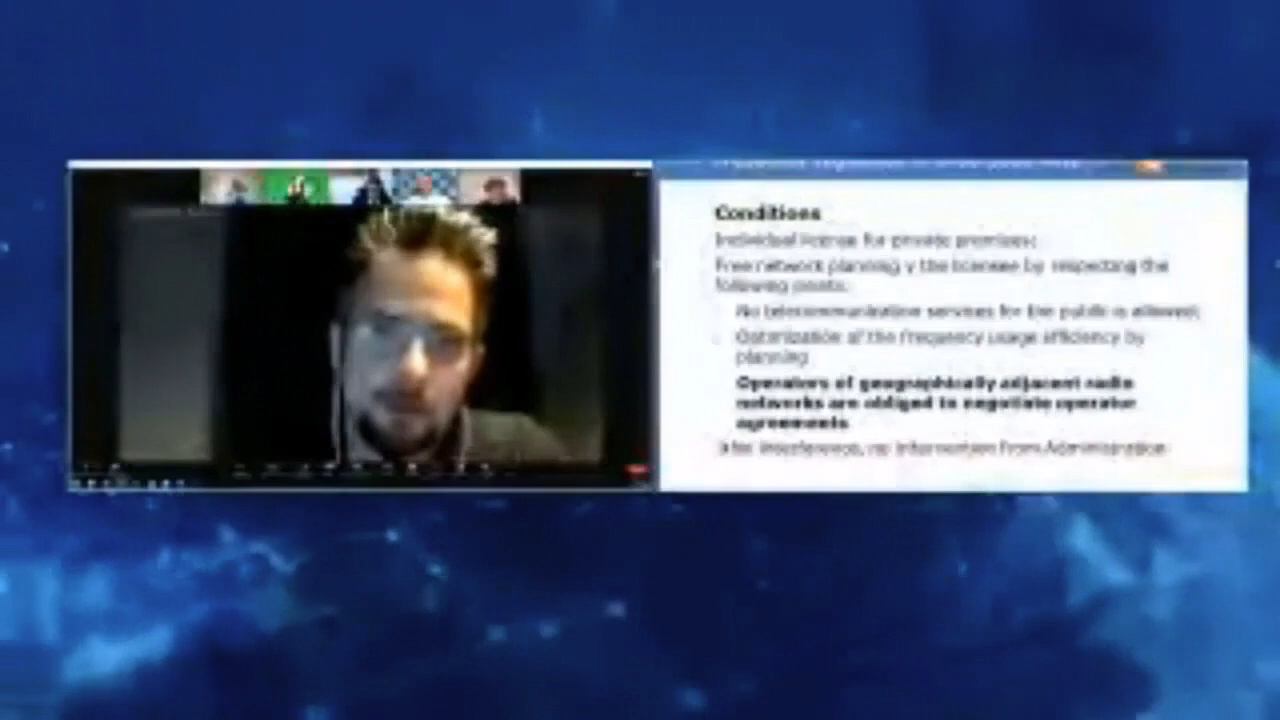 Conditions
Individual license for private premises:
Free network planning y the licensee by respecting the
following points:
No telecommunication services for the public is allowed;
Optimization of the frequency usage efficiency by
planning
Operators of geographically adjacent radio
networks are obliged to negotiate operator
agreements
interference, no intervention from Administration